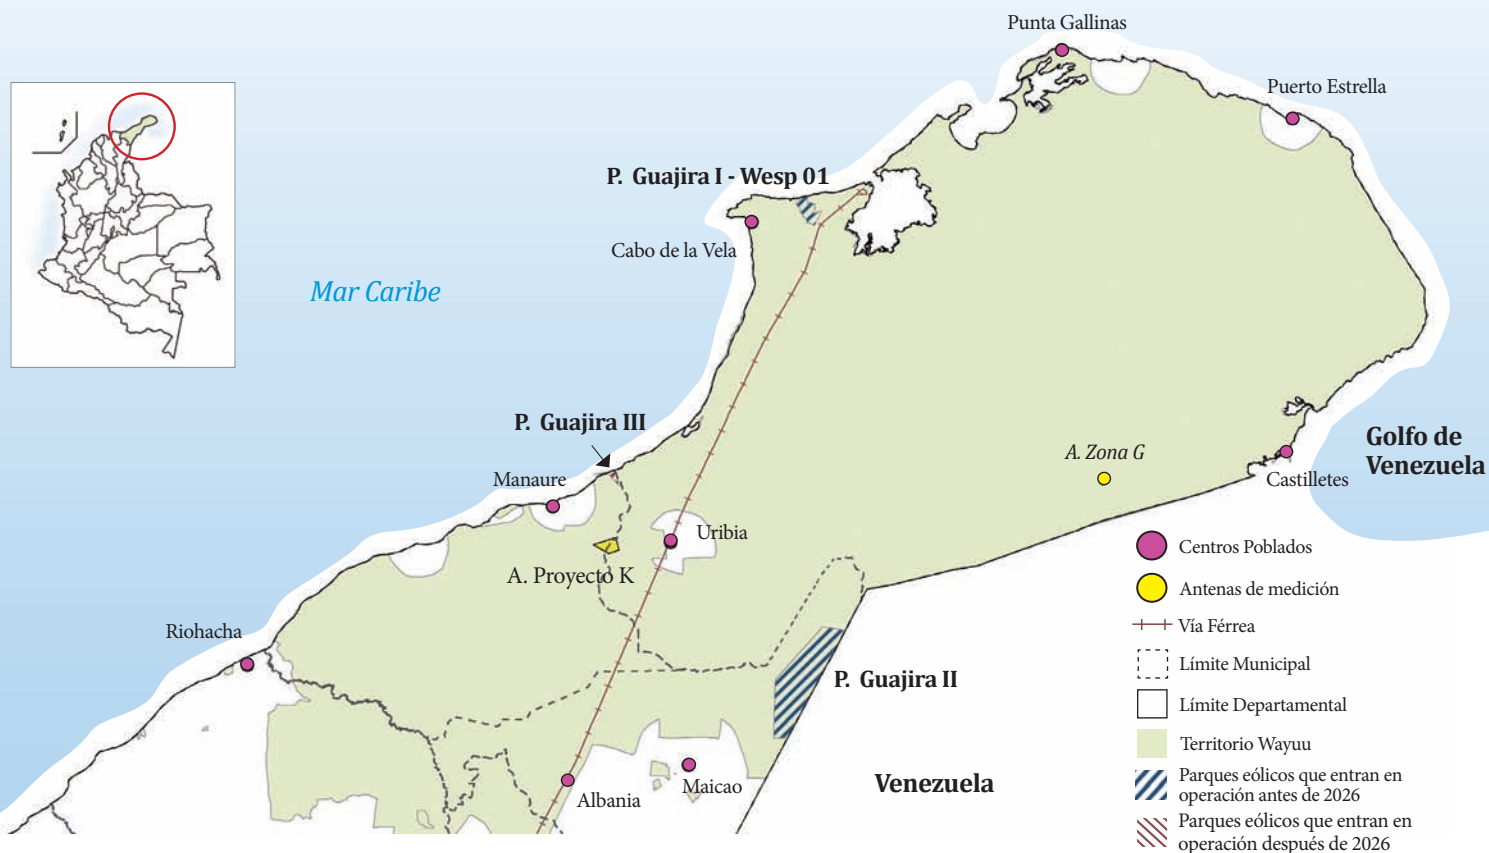 Punta Gallinas
Puerto Estrella
P. Guajira I - Wesp 01
Cabo de la Vela
Mar Caribe
P. Guajira III
Manaure
Uribia
A. Proyecto K
A. Zona G
Golfo de
Venezuela
Castilletes
Riohacha
P. Guajira II
Albania
Maicao
Venezuela
Centros Poblados
Antenas de medición
Vía Férrea
Límite Municipal
Límite Departamental
Territorio Wayuu
Parques eólicos que entran en
operación antes de 2026
Parques eólicos que entran en
operación después de 2026